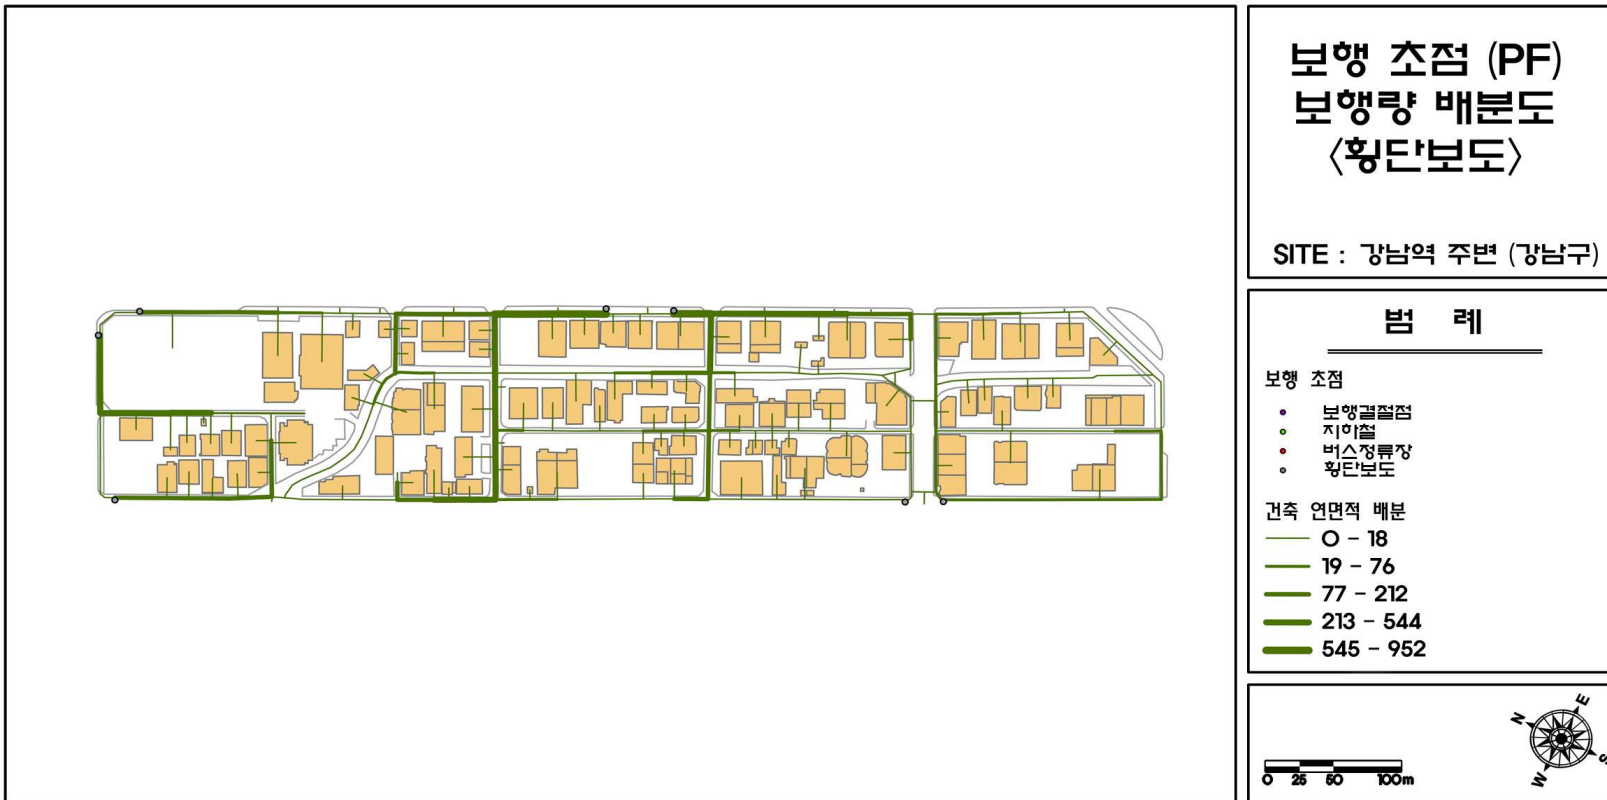 보행 초점 (PF)
보행량 배분도
〈횡단보도〉
SITE : 강남역 주변 (강남구)
범 례
보행 초점
보행결절점
지하철
버스정류장
횡단보도
건축 연면적 배분
0 - 18
19 - 76
77 - 212
213 - 544
545 - 952
N E
W S
0 25 50 100m